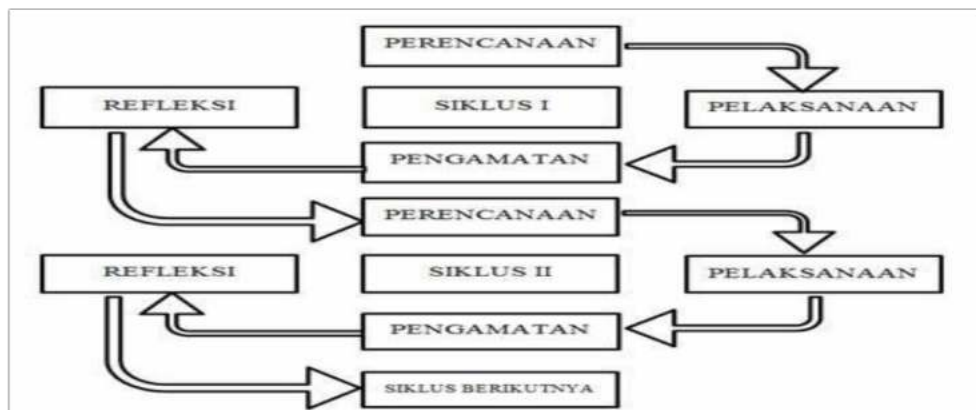 PERENCANAAN
REFLEKSI
SIKLUS I
PELAKSANAAN
PENGAMATAN
PERENCANAAN
REFLEKSI
SIKLUS II
PELAKSANAAN
PENGAMATAN
SIKLUS BERIKUTNYA